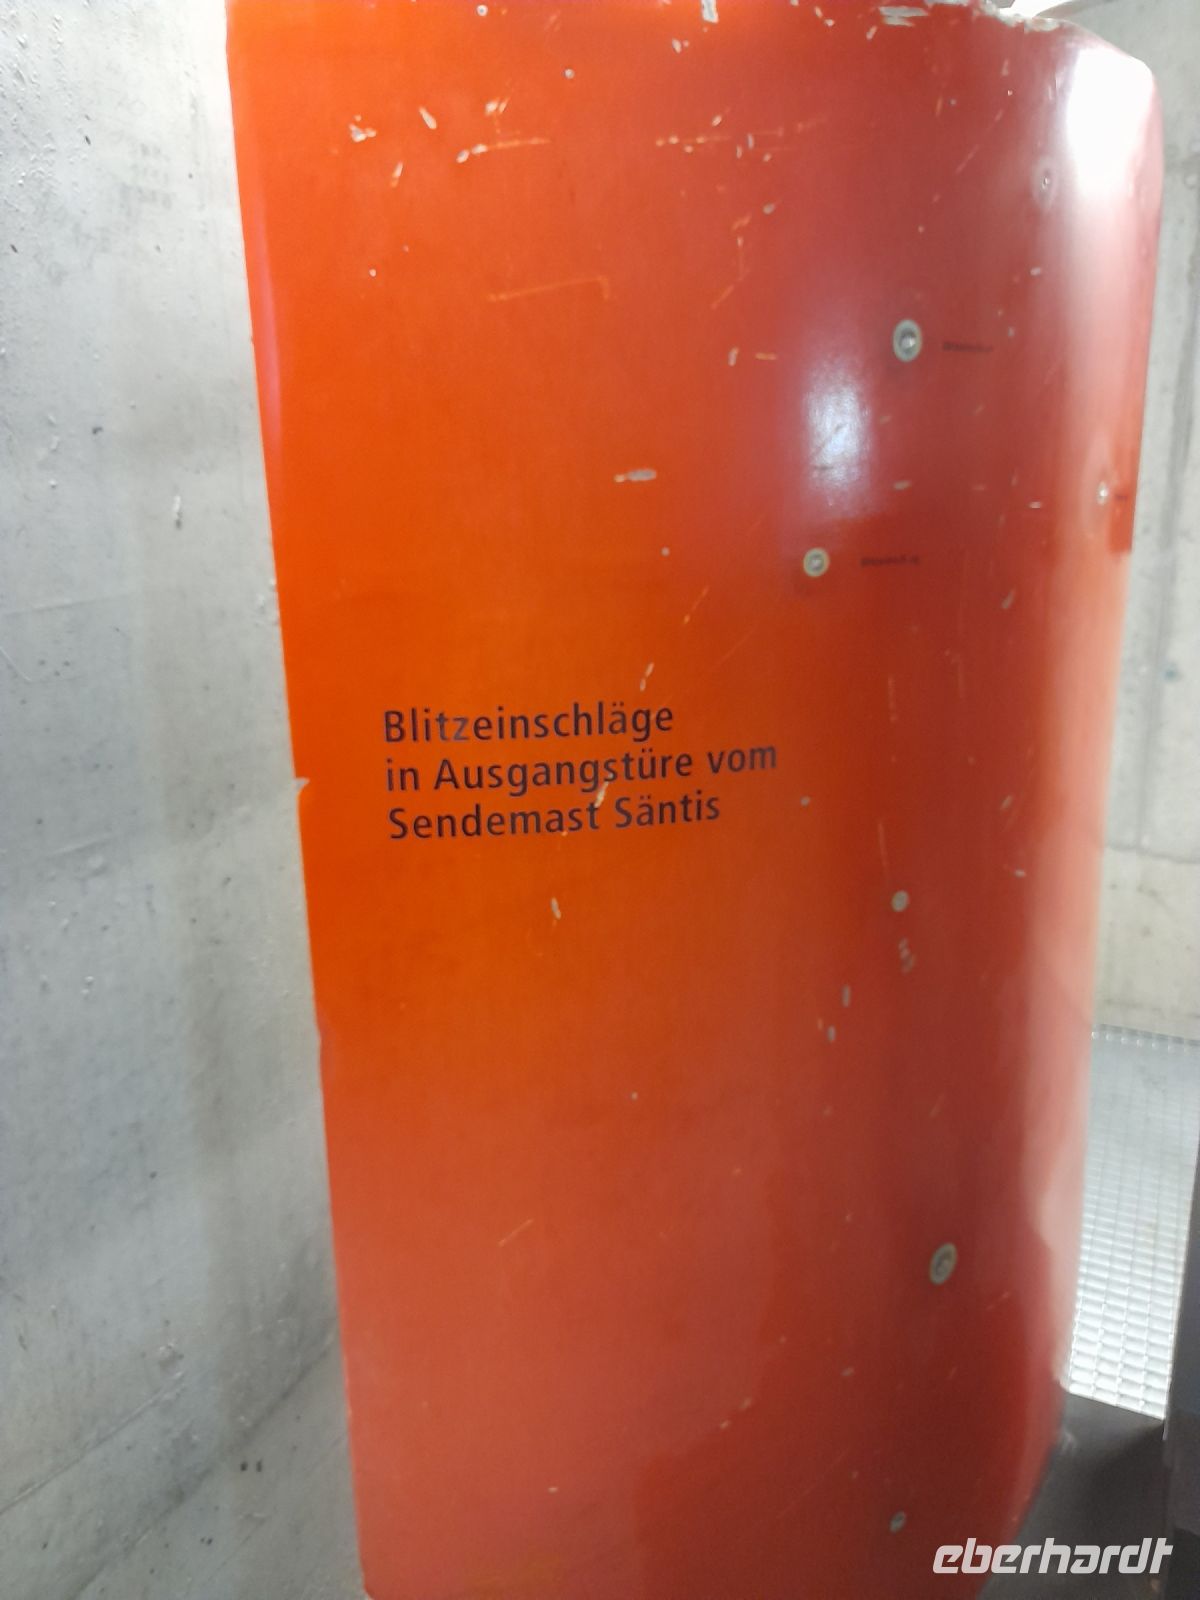 Blitzeinschläge
in Ausgangstüre vom
Sendemast Säntis
eberhardt